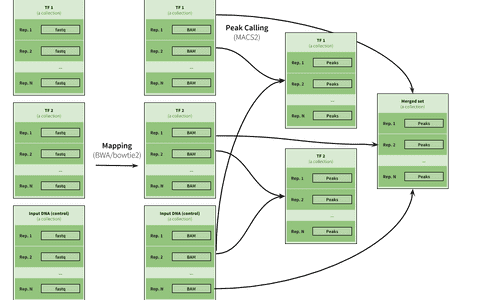 TF 1
(a collection)
Rep. 1 fastq
Rep. 2 fastq
...
Rep. N fastq
TF 2
(a collection)
Rep. 1 fastq
Rep. 2 fastq
...
Rep. N fastq
Input DNA (control)
(a collection)
Rep. 1 fastq
Rep. 2 fastq
...
Rep. N fastq
Mapping
(BWA/bowtie2)
TF 1
(a collection)
Rep. 1 BAM
Rep. 2 BAM
...
Rep. N BAM
TF 2
(a collection)
Rep. 1 BAM
Rep. 2 BAM
...
Rep. N BAM
Input DNA (control)
(a collection)
Rep. 1 BAM
Rep. 2 BAM
...
Rep. N BAM
Peak Calling
(MACS2)
TF 1
(a collection)
Rep. 1 Peaks
Rep. 2 Peaks
...
Rep. N Peaks
TF 2
(a collection)
Rep. 1 Peaks
Rep. 2 Peaks
...
Rep. N Peaks
Merged set
(a collection)
Rep. 1 Peaks
Rep. 2 Peaks
...
Rep. N Peaks